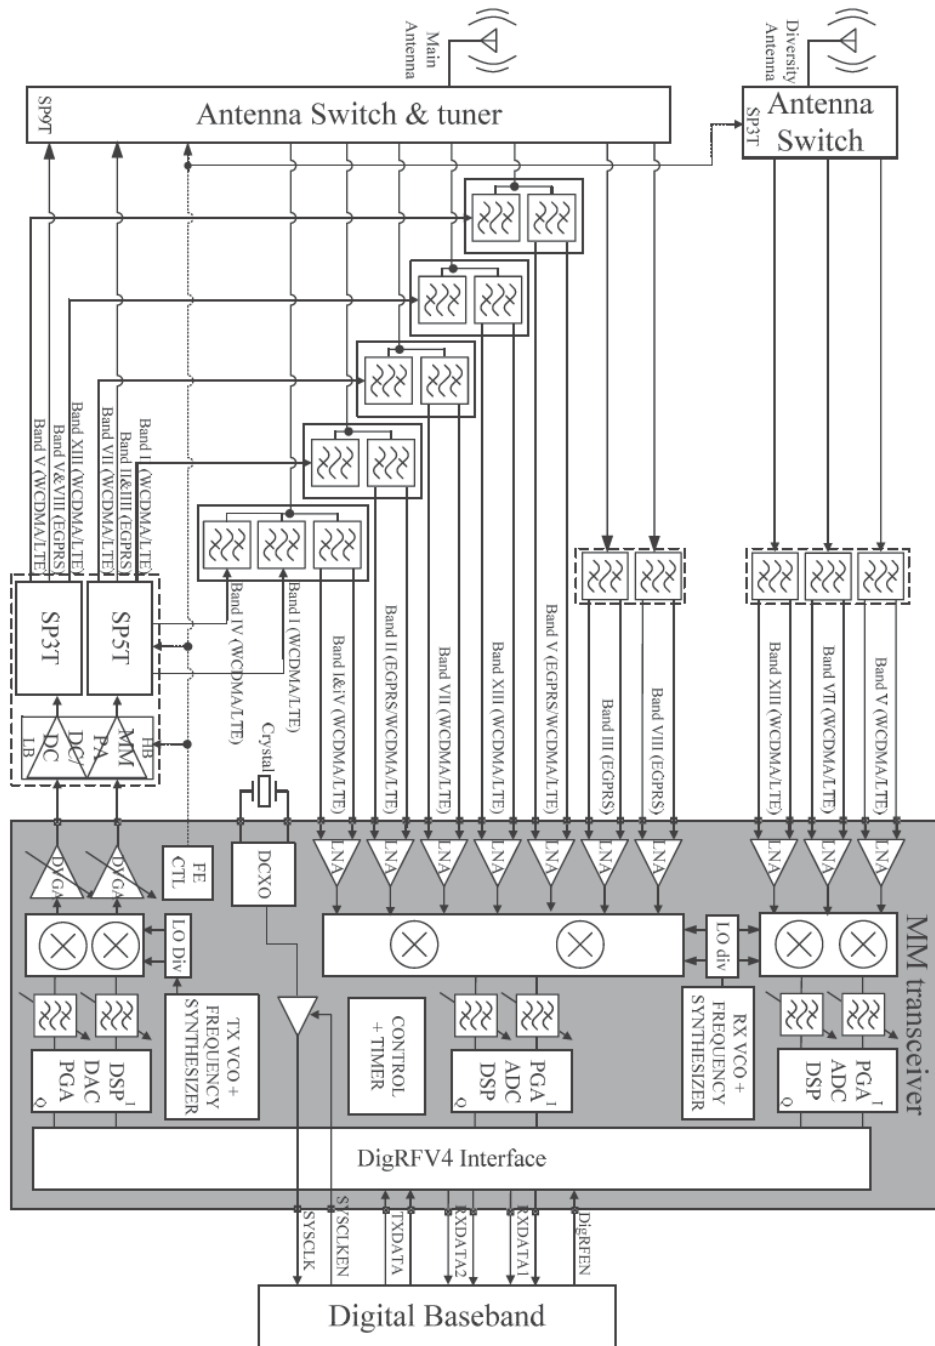 Main
Antenna
Diversity
Antenna
SP9T
Antenna Switch & tuner
SP3T
Antenna
Switch
Band V (WCDMA/LTE)
Band V&VIII (EGPRS)
Band XIII (WCDMA/LTE)
Band VII (WCDMA/LTE)
Band II&IIII (EGPRS)
Band II (WCDMA/LTE)
SP3T
SP5T
Band IV (WCDMA/LTE)
Band I (WCDMA/LTE)
Band I&iV (WCDMA/LTE)
Band II (EGPRS/WCDMA/LTE)
Band VII (WCDMA/LTE)
Band XIII (WCDMA/LTE)
Band V (EGPRS/WCDMA/LTE)
Band III (EGPRS)
Band VIII (EGPRS)
Band XIII (WCDMA/LTE)
Band VII (WCDMA/LTE)
Band V (WCDMA/LTE)
LB
DC
DC/
PA
MM
HB
Crystal
DVGA
DVGA
FE
CTL
DCXO
LNA
LNA
LNA
LNA
LNA
LNA
LNA
LNA
LNA
LNA
MM transceiver
LO Div
LO div
TX VCO +
FREQUENCY
SYNTHESIZER
CONTROL
+ TIMER
RX VCO +
FREQUENCY
SYNTHESIZER
DSP I
DAC
PGA Q
PGA I
ADC
DSP Q
PGA I
ADC
DSP Q
DigRFV4 Interface
SYSCLK
SYSCLKEN
TXDATA
RXDATA2
RXDATA1
DigRFEN
Digital Baseband